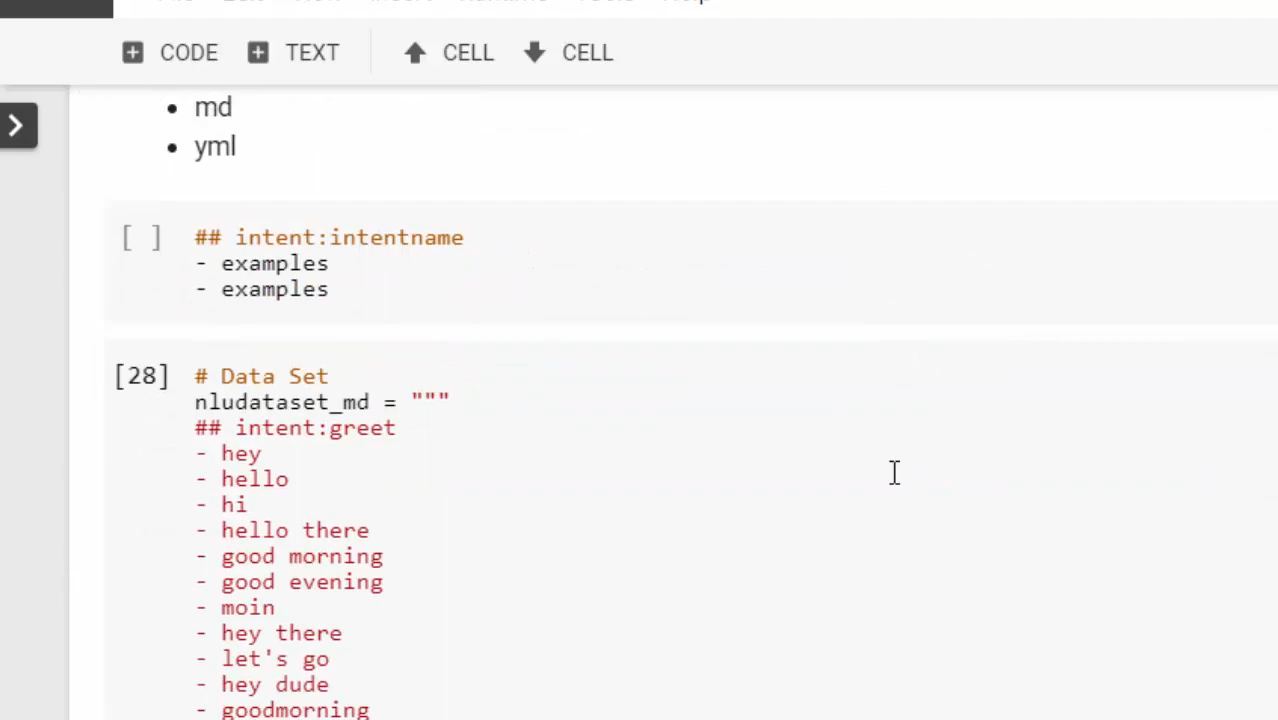 CODE TEXT CELL CELL
• md
• yml
[ ] ## intent:intentname
- examples
- examples
[28] # Data Set
nludataset_md = """
## intent:greet
- hey
- hello
- hi
- hello there
- good morning
- good evening
- moin
- hey there
- let's go
- hey dude
- goodmorning